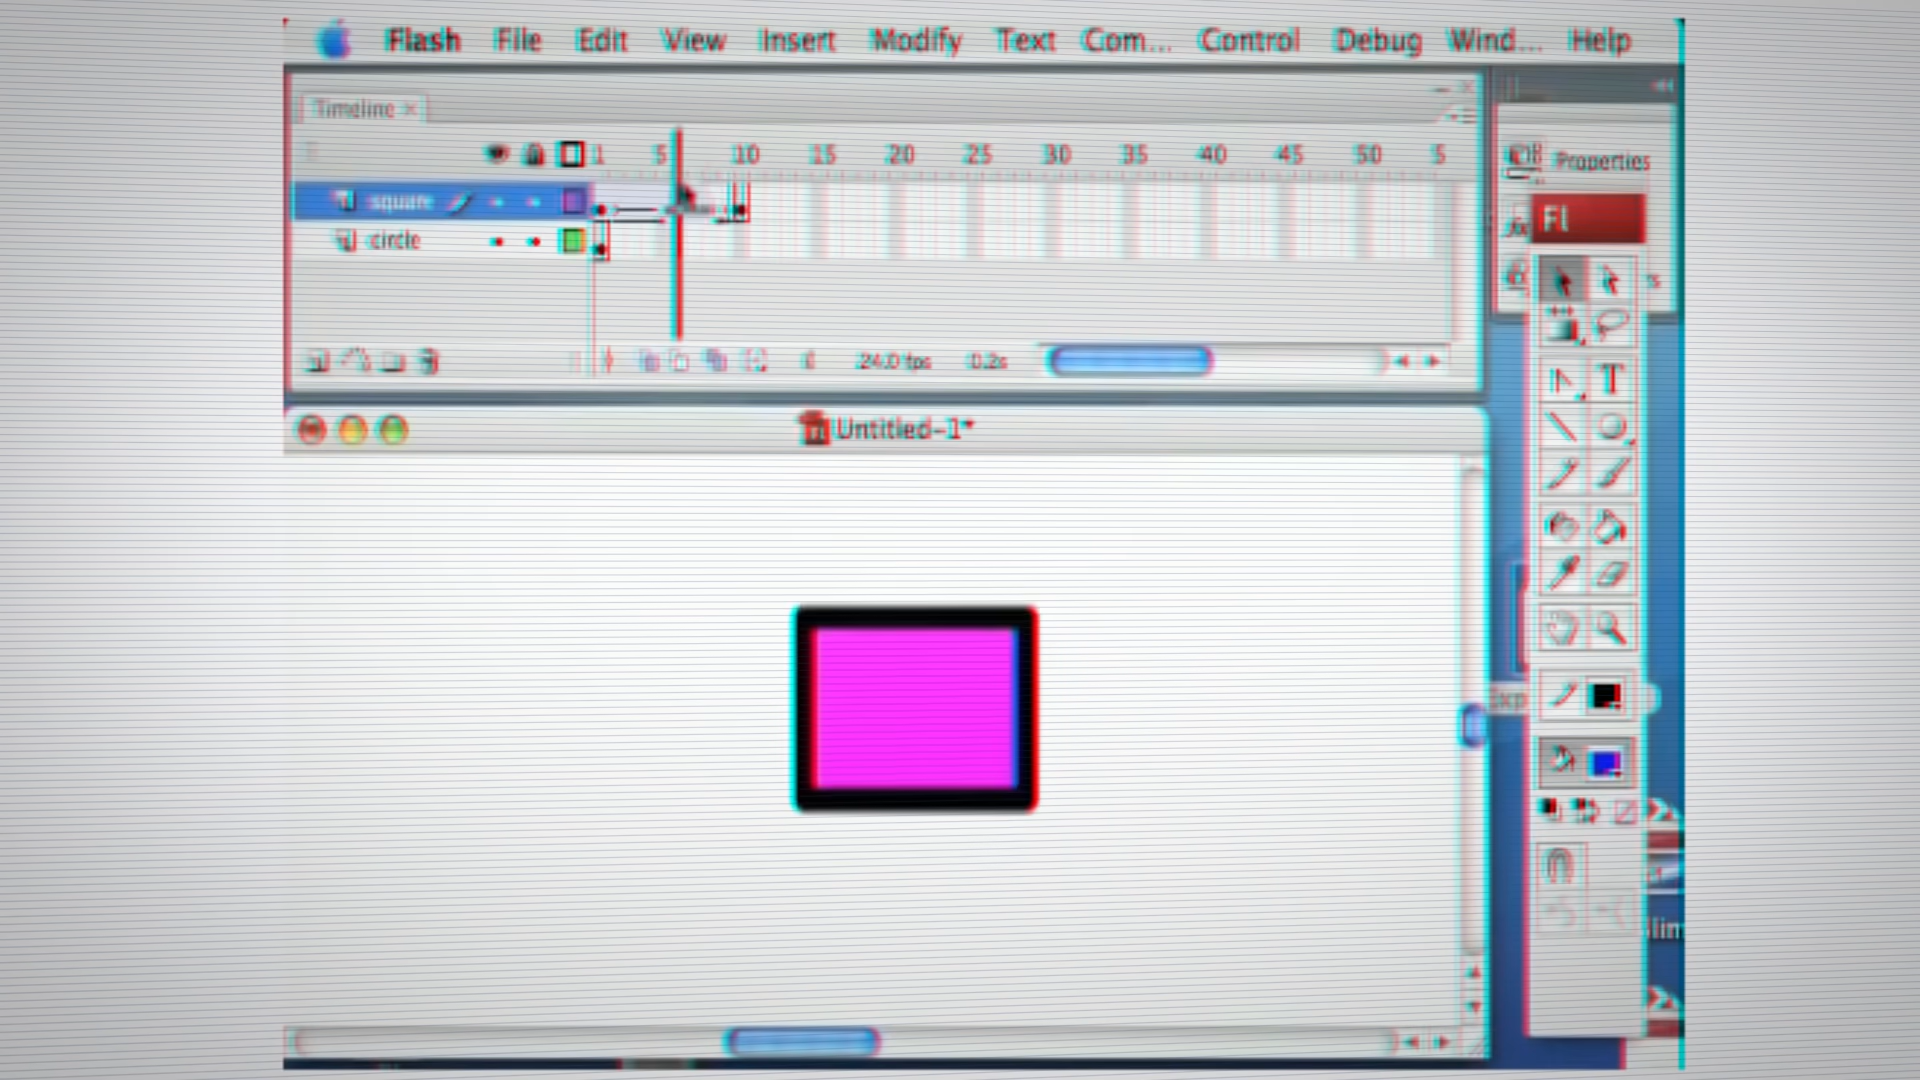 Flash File Edit View Insert Modify Text Com... Control Debug Wind... Help
Timeline
1 5 10 15 20 25 30 35 40 45 50 5
Properties
square
Fl
circle
24.0 fps 0.2s
Untitled-1*
T